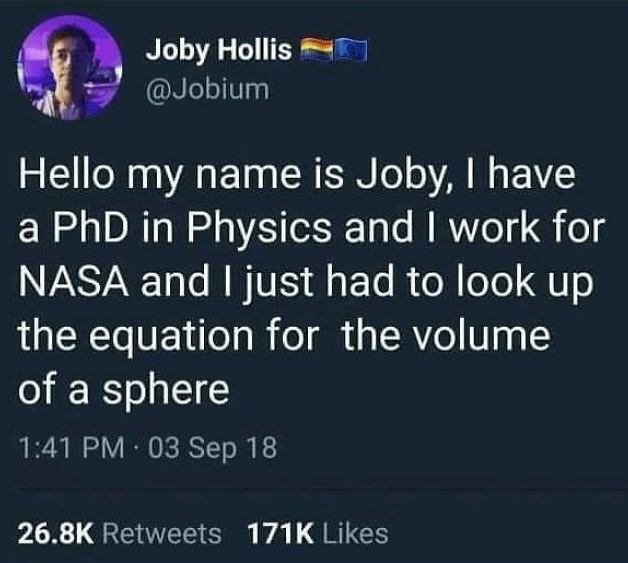 Joby Hollis 🏳️‍🌈🇪🇺
@Jobium
Hello my name is Joby, I have
a PhD in Physics and I work for
NASA and I just had to look up
the equation for the volume
of a sphere
1:41 PM · 03 Sep 18
26.8K Retweets 171K Likes